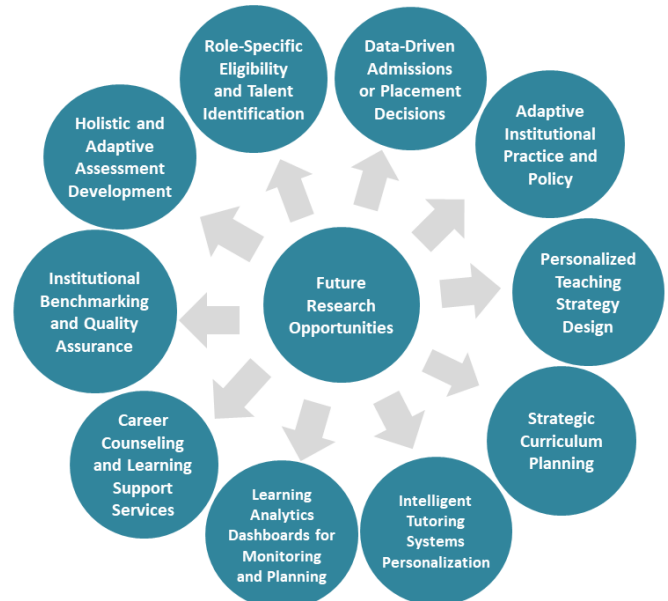 Role-Specific
Eligibility
and Talent
Identification
Data-Driven
Admissions
or Placement
Decisions
Adaptive
Institutional
Practice and
Policy
Personalized
Teaching
Strategy
Design
Strategic
Curriculum
Planning
Intelligent
Tutoring
Systems
Personalization
Learning
Analytics
Dashboards for
Monitoring
and Planning
Career
Counseling
and Learning
Support
Services
Institutional
Benchmarking
and Quality
Assurance
Holistic and
Adaptive
Assessment
Development
Future
Research
Opportunities